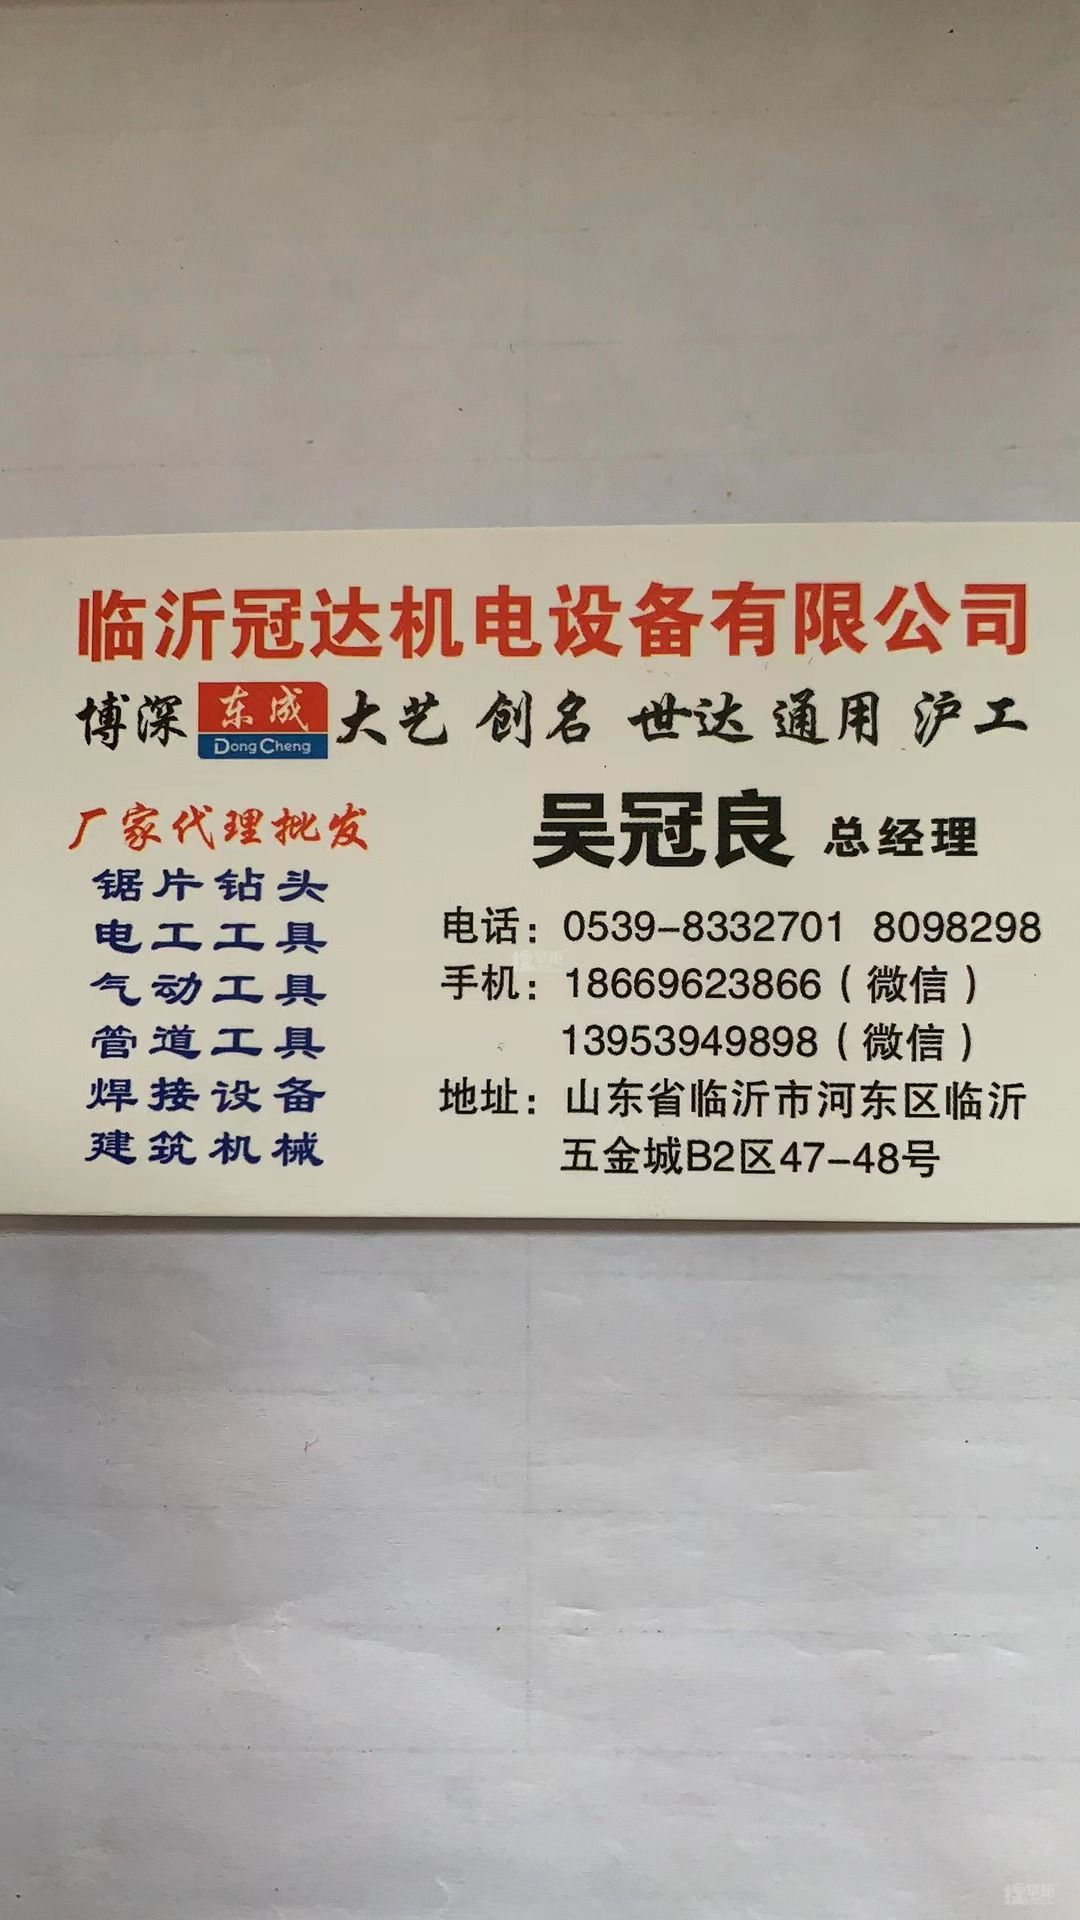 临沂冠达机电设备有限公司
博深 东成 DongCheng 大艺 创名 世达 通用 沪工
厂家代理批发
锯片钻头
电工工具
气动工具
管道工具
焊接设备
建筑机械
吴冠良 总经理
电话：0539-8332701 8098298
手机：18669623866（微信）
13953949898（微信）
地址：山东省临沂市河东区临沂
五金城B2区47-48号